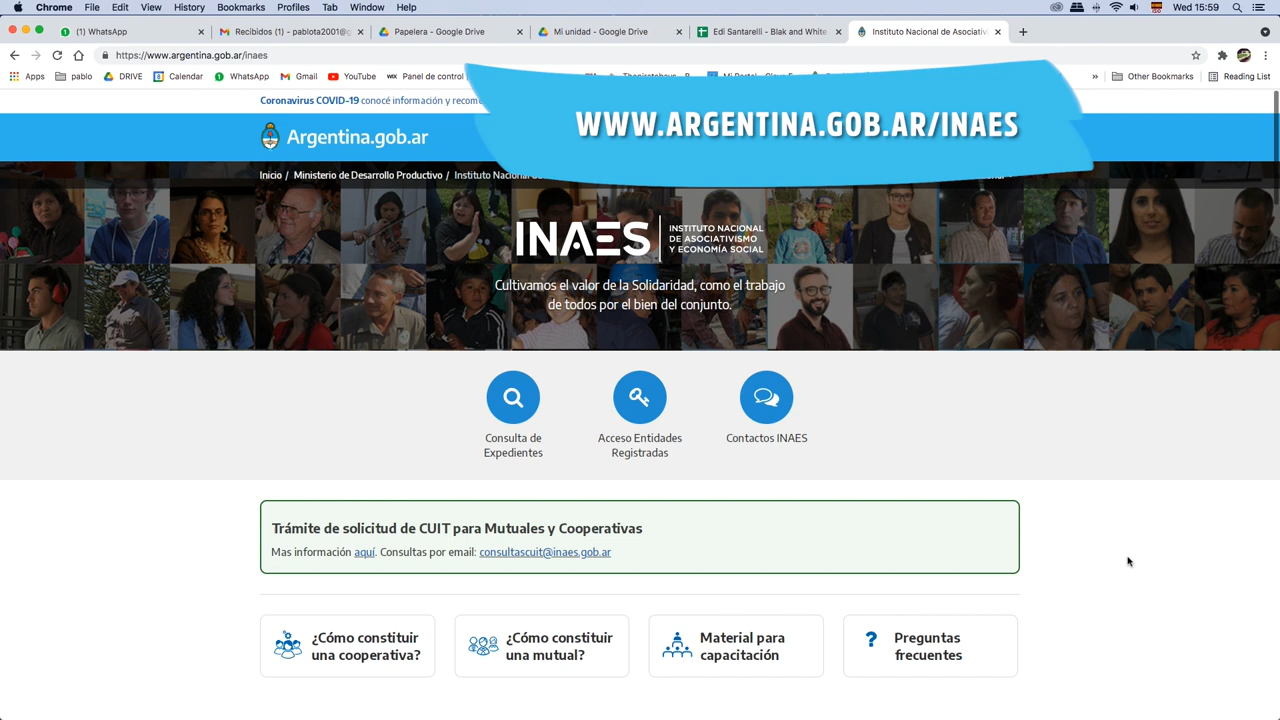 Chrome File Edit View History Bookmarks Profiles Tab Window Help
Wed 15:59
(1) WhatsApp
Recibidos (1) - pablota2001@g
Papelera - Google Drive
Mi unidad - Google Drive
Edi Santarelli - Blak and White
Instituto Nacional de Asociativi
https://www.argentina.gob.ar/inaes
Apps pablo DRIVE Calendar WhatsApp Gmail YouTube Panel de control
» Other Bookmarks Reading List
Coronavirus COVID-19 conocé información y recom
WWW.ARGENTINA.GOB.AR/INAES
Argentina.gob.ar
Inicio / Ministerio de Desarrollo Productivo / Instituto Nacional
INAES
INSTITUTO NACIONAL
DE ASOCIATIVISMO
Y ECONOMÍA SOCIAL
Cultivamos el valor de la Solidaridad, como el trabajo
de todos por el bien del conjunto.
Consulta de
Expedientes
Acceso Entidades
Registradas
Contactos INAES
Trámite de solicitud de CUIT para Mutuales y Cooperativas
Mas información aquí. Consultas por email: consultascuit@inaes.gob.ar
¿Cómo constituir
una cooperativa?
¿Cómo constituir
una mutual?
Material para
capacitación
Preguntas
frecuentes